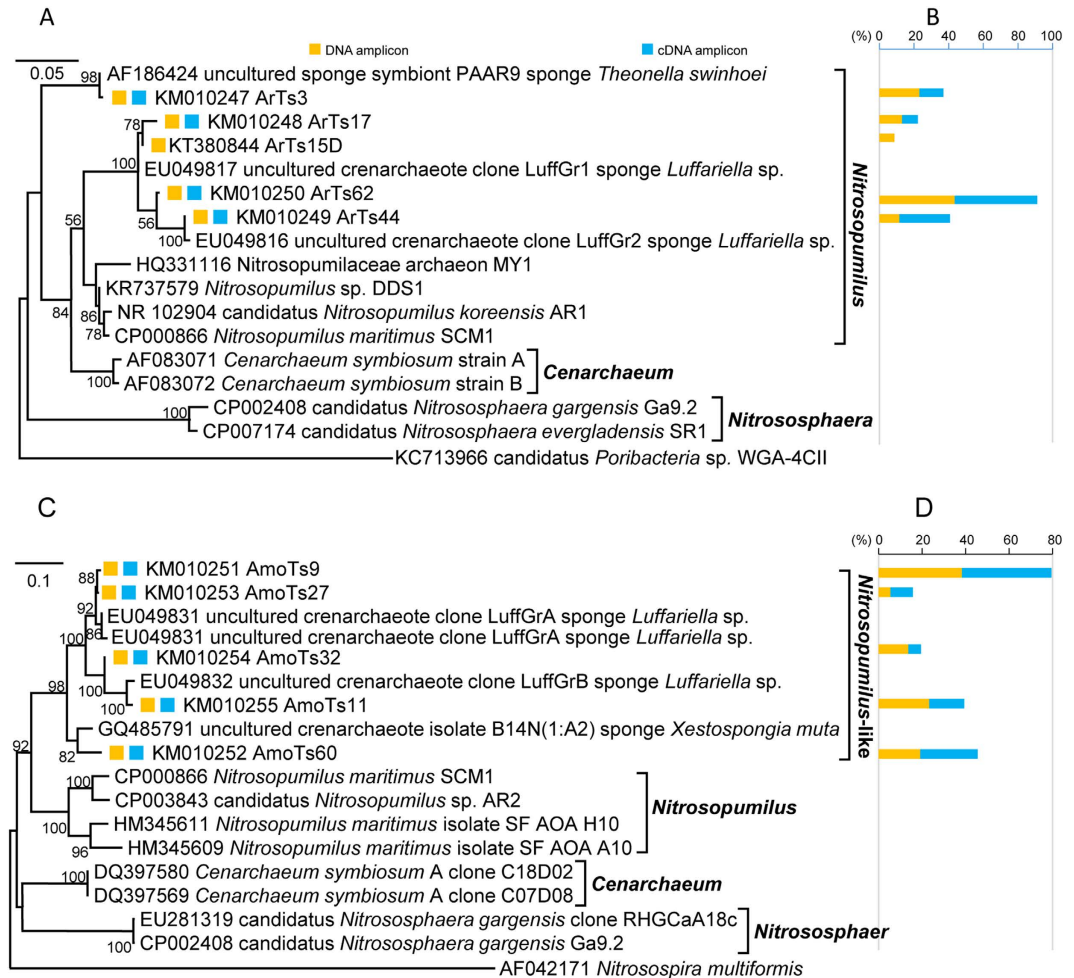 A
B
DNA amplicon
cDNA amplicon
(%) 0 20 40 60 80 100
0.05
98
AF186424 uncultured sponge symbiont PAAR9 sponge Theonella swinhoei
KM010247 ArTs3
78
KM010248 ArTs17
KT380844 ArTs15D
100
EU049817 uncultured crenarchaeote clone LuffGr1 sponge Luffariella sp.
KM010250 ArTs62
56
56
KM010249 ArTs44
100
EU049816 uncultured crenarchaeote clone LuffGr2 sponge Luffariella sp.
HQ331116 Nitrosopumilaceae archaeon MY1
KR737579 Nitrosopumilus sp. DDS1
84
86
NR 102904 candidatus Nitrosopumilus koreensis AR1
78
CP000866 Nitrosopumilus maritimus SCM1
Nitrosopumilus
AF083071 Cenarchaeum symbiosum strain A
100
AF083072 Cenarchaeum symbiosum strain B
Cenarchaeum
100
CP002408 candidatus Nitrososphaera gargensis Ga9.2
CP007174 candidatus Nitrososphaera evergladensis SR1
Nitrososphaera
KC713966 candidatus Poribacteria sp. WGA-4CII
C
D
(%) 0 20 40 60 80
0.1
KM010251 AmoTs9
88
KM010253 AmoTs27
92
EU049831 uncultured crenarchaeote clone LuffGrA sponge Luffariella sp.
86
100
EU049831 uncultured crenarchaeote clone LuffGrA sponge Luffariella sp.
KM010254 AmoTs32
98
100
EU049832 uncultured crenarchaeote clone LuffGrB sponge Luffariella sp.
KM010255 AmoTs11
GQ485791 uncultured crenarchaeote isolate B14N(1:A2) sponge Xestospongia muta
92
82
KM010252 AmoTs60
Nitrosopumilus-like
100
CP000866 Nitrosopumilus maritimus SCM1
CP003843 candidatus Nitrosopumilus sp. AR2
100
HM345611 Nitrosopumilus maritimus isolate SF AOA H10
96
HM345609 Nitrosopumilus maritimus isolate SF AOA A10
Nitrosopumilus
100
DQ397580 Cenarchaeum symbiosum A clone C18D02
DQ397569 Cenarchaeum symbiosum A clone C07D08
Cenarchaeum
EU281319 candidatus Nitrososphaera gargensis clone RHGCaA18c
100
CP002408 candidatus Nitrososphaera gargensis Ga9.2
Nitrososphaer
AF042171 Nitrosospira multiformis